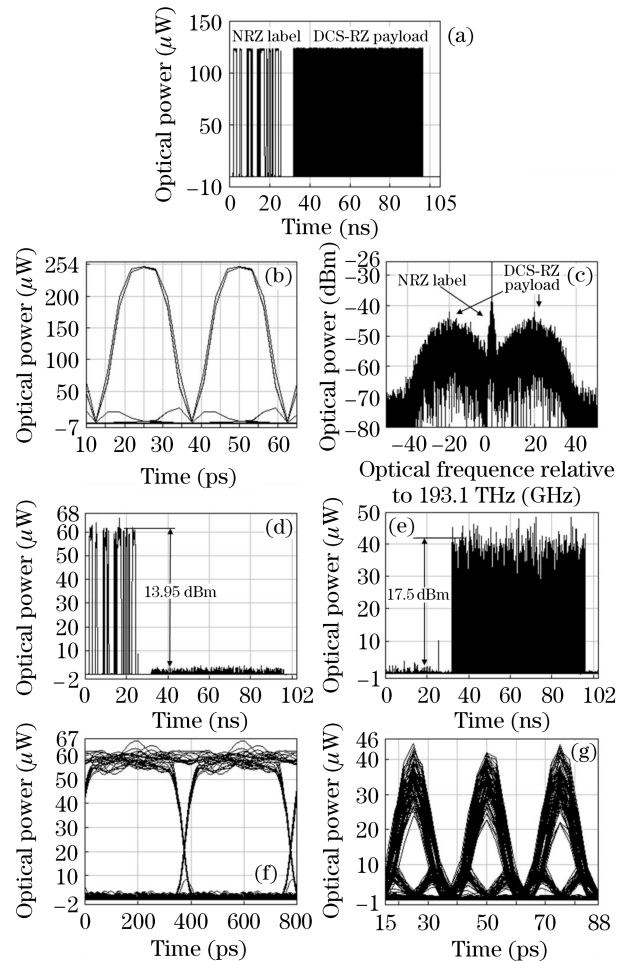 150
100
50
−10
Optical power (μW)
NRZ label
DCS-RZ payload
(a)
0 20 40 60 80 105
Time (ns)
254
200
150
100
50
−7
Optical power (μW)
(b)
10 20 30 40 50 60
Time (ps)
−26
−30
−40
−50
−60
−70
−80
Optical power (dBm)
NRZ label
DCS-RZ
payload
(c)
−40 −20 0 20 40
Optical frequence relative
to 193.1 THz (GHz)
68
60
50
40
30
20
10
−2
Optical power (μW)
(d)
13.95 dBm
0 20 40 60 80 102
Time (ns)
50
40
30
20
10
−1
Optical power (μW)
(e)
17.5 dBm
0 20 40 60 80 102
Time (ns)
67
60
50
40
30
20
10
−2
Optical power (μW)
(f)
0 200 400 600 800
Time (ps)
46
40
30
20
10
−1
Optical power (μW)
(g)
15 30 50 70 88
Time (ps)